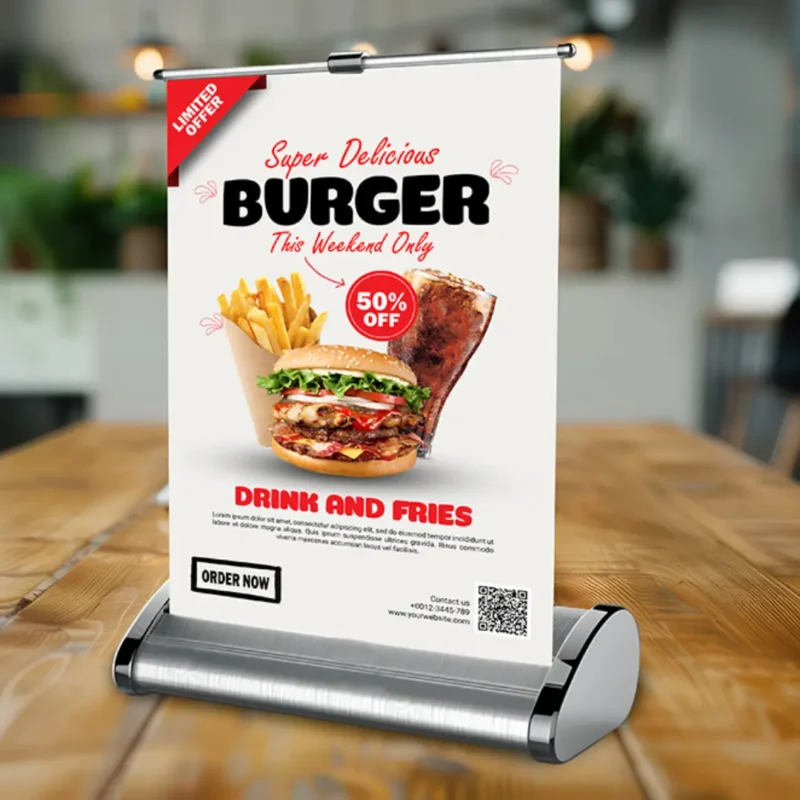 LIMITED
OFFER
Super Delicious
BURGER
This Weekend Only
50%
OFF
DRINK AND FRIES
Lorem ipsum dolor sit amet, consectetur adipiscing elit, sed do eiusmod tempor incididunt ut
labore et dolore magna aliqua. Quis ipsum suspendisse ultrices gravida. Risus commodo
viverra maecenas accumsan lacus vel facilisis.
ORDER NOW
Contact us
+0012-3445-789
www.yourwebsite.com